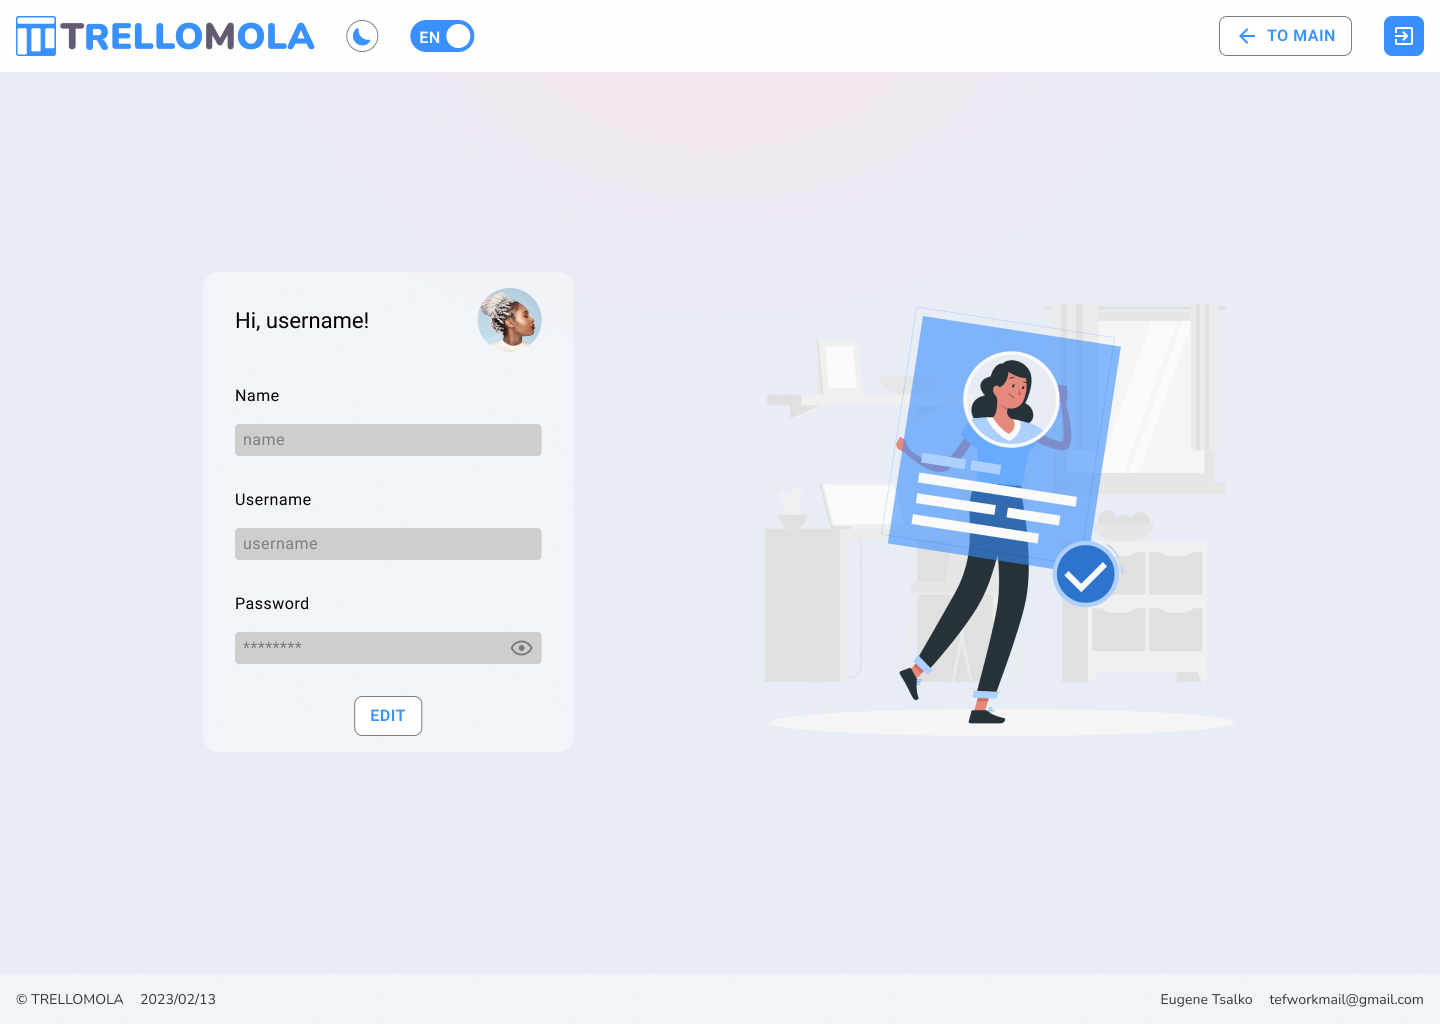 TRELLOMOLA
EN
TO MAIN
Hi, username!
Name
name
Username
username
Password
********
EDIT
© TRELLOMOLA 2023/02/13
Eugene Tsalko tefworkmail@gmail.com